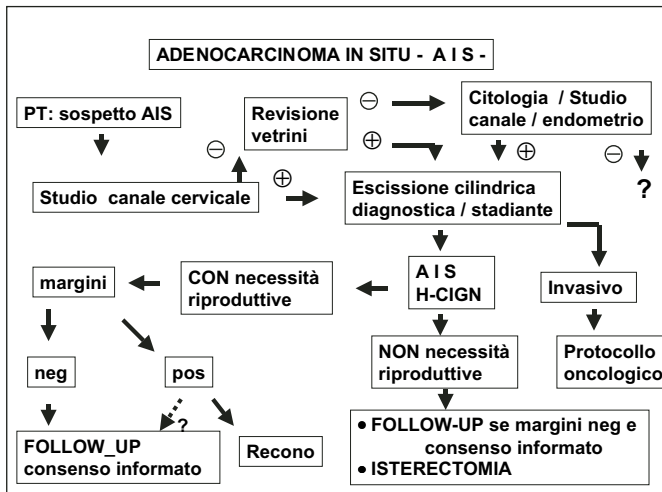 ADENOCARCINOMA IN SITU - A I S -
PT: sospetto AIS
Revisione
vetrini
Citologia / Studio
canale / endometrio
⊖
⊕
⊖
⊕
⊕
⊖
?
Studio canale cervicale
Escissione cilindrica
diagnostica / stadiante
margini
CON necessità
riproduttive
A I S
H-CIGN
Invasivo
neg
pos
NON necessità
riproduttive
Protocollo
oncologico
?
FOLLOW_UP
consenso informato
Recono
• FOLLOW-UP se margini neg e
consenso informato
• ISTERECTOMIA